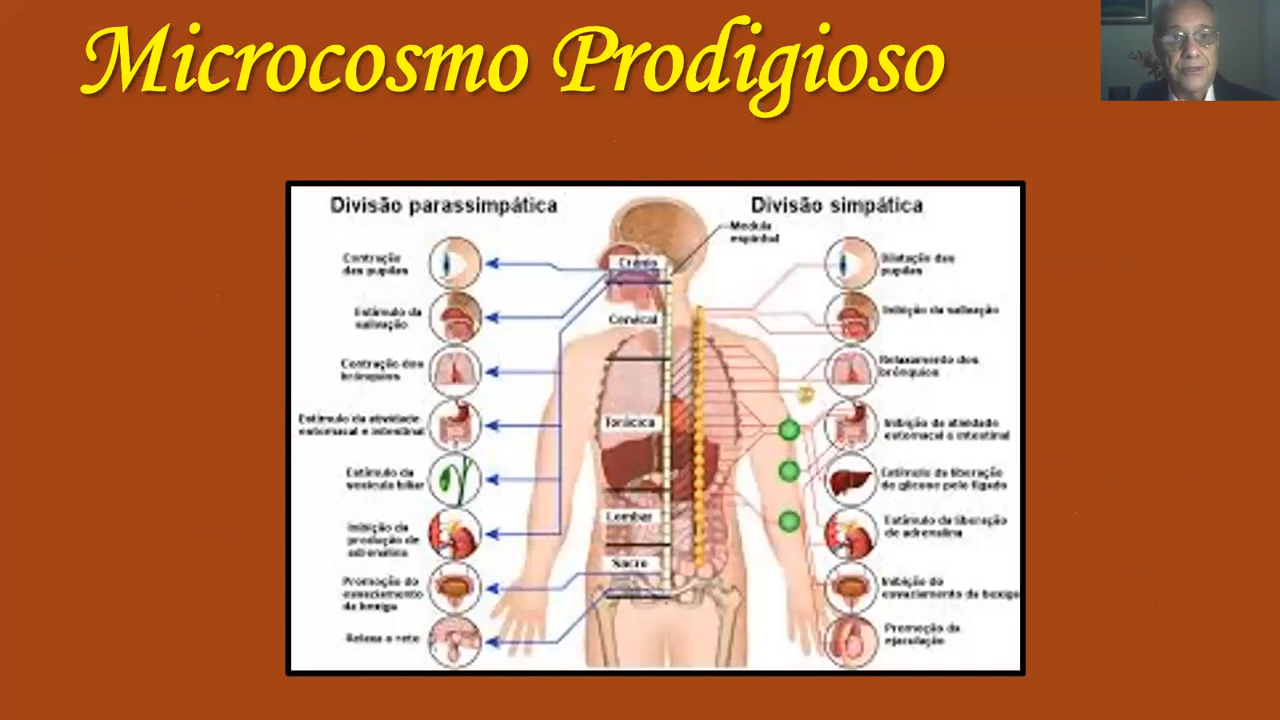 Microcosmo Prodigioso
Divisão parassimpática
Divisão simpática
Medula
espinhal
Contração
das pupilas
Crânio
Dilatação das
pupilas
Estímulo da
salivação
Cervical
Inibição da salivação
Contração dos
brônquios
Relaxamento dos
brônquios
Estímulo da atividade
estomacal e intestinal
Torácica
Inibição da atividade
estomacal e intestinal
Estímulo da
vesícula biliar
Estímulo da liberação
de glicose pelo fígado
Inibição da
produção de
adrenalina
Lombar
Estímulo da liberação
de adrenalina
Promoção do
esvaziamento
da bexiga
Sacro
Inibição do
esvaziamento da bexiga
Relaxa o reto
Promoção da
ejaculação